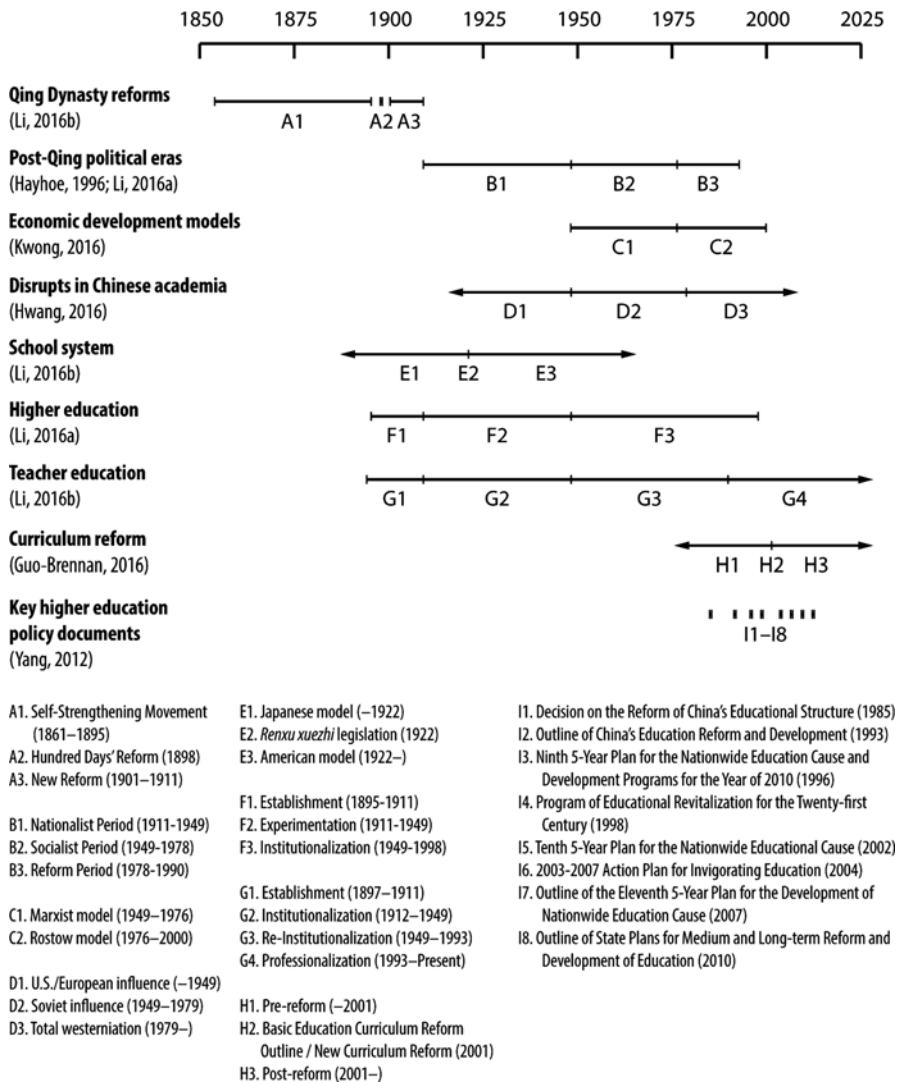 1850 1875 1900 1925 1950 1975 2000 2025
Qing Dynasty reforms
(Li, 2016b)
A1 A2 A3
Post-Qing political eras
(Hayhoe, 1996; Li, 2016a)
B1 B2 B3
Economic development models
(Kwong, 2016)
C1 C2
Disrupts in Chinese academia
(Hwang, 2016)
D1 D2 D3
School system
(Li, 2016b)
E1 E2 E3
Higher education
(Li, 2016a)
F1 F2 F3
Teacher education
(Li, 2016b)
G1 G2 G3 G4
Curriculum reform
(Guo-Brennan, 2016)
H1 H2 H3
Key higher education
policy documents
(Yang, 2012)
I1–I8
A1. Self-Strengthening Movement
(1861–1895)
A2. Hundred Days' Reform (1898)
A3. New Reform (1901–1911)
B1. Nationalist Period (1911-1949)
B2. Socialist Period (1949-1978)
B3. Reform Period (1978-1990)
C1. Marxist model (1949–1976)
C2. Rostow model (1976–2000)
D1. U.S./European influence (–1949)
D2. Soviet influence (1949–1979)
D3. Total westerniation (1979–)
E1. Japanese model (–1922)
E2. Renxu xuezhi legislation (1922)
E3. American model (1922–)
F1. Establishment (1895-1911)
F2. Experimentation (1911-1949)
F3. Institutionalization (1949-1998)
G1. Establishment (1897–1911)
G2. Institutionalization (1912–1949)
G3. Re-Institutionalization (1949–1993)
G4. Professionalization (1993–Present)
H1. Pre-reform (–2001)
H2. Basic Education Curriculum Reform
Outline / New Curriculum Reform (2001)
H3. Post-reform (2001–)
I1. Decision on the Reform of China's Educational Structure (1985)
I2. Outline of China's Education Reform and Development (1993)
I3. Ninth 5-Year Plan for the Nationwide Education Cause and
Development Programs for the Year of 2010 (1996)
I4. Program of Educational Revitalization for the Twenty-first
Century (1998)
I5. Tenth 5-Year Plan for the Nationwide Educational Cause (2002)
I6. 2003-2007 Action Plan for Invigorating Education (2004)
I7. Outline of the Eleventh 5-Year Plan for the Development of
Nationwide Education Cause (2007)
I8. Outline of State Plans for Medium and Long-term Reform and
Development of Education (2010)